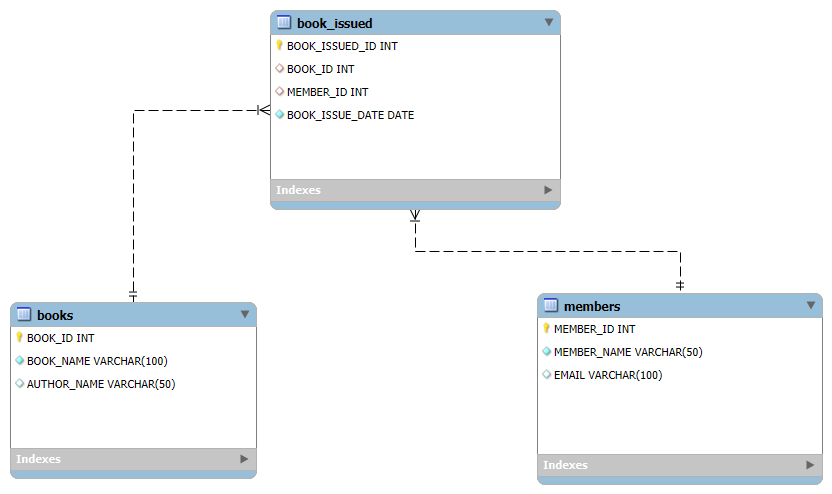 book_issued
BOOK_ISSUED_ID INT
BOOK_ID INT
MEMBER_ID INT
BOOK_ISSUE_DATE DATE
Indexes
books
BOOK_ID INT
BOOK_NAME VARCHAR(100)
AUTHOR_NAME VARCHAR(50)
Indexes
members
MEMBER_ID INT
MEMBER_NAME VARCHAR(50)
EMAIL VARCHAR(100)
Indexes